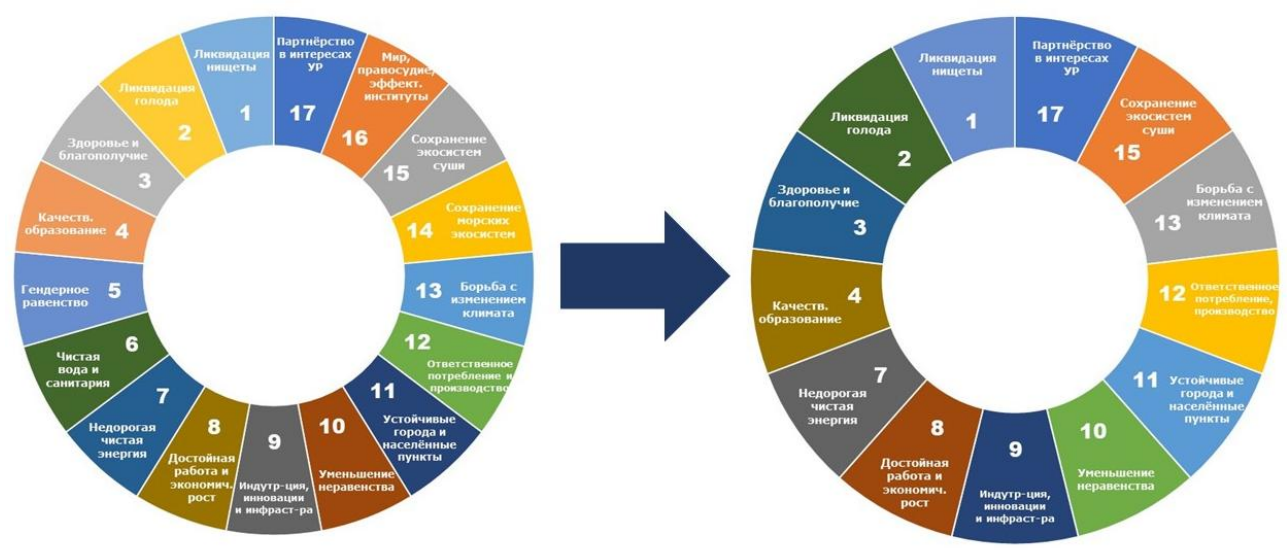 Ликвидация
нищеты
1
Партнёрство
в интересах
УР
17
Мир,
правосудие,
эффект.
институты
16
Сохранение
экосистем
суши
15
Сохранение
морских
экосистем
14
Борьба с
изменением
климата
13
Ответственное
потребление и
производство
12
Устойчивые
города и
населённые
пункты
11
Уменьшение
неравенства
10
Индутр-ция,
инновации
и инфраст-ра
9
Достойная
работа и
экономич.
рост
8
Недорогая
чистая
энергия
7
Чистая
вода и
санитария
6
Гендерное
равенство
5
Качеств.
образование
4
Здоровье и
благополучие
3
Ликвидация
голода
2
Ликвидация
нищеты
1
Партнёрство
в интересах
УР
17
Сохранение
экосистем
суши
15
Борьба с
изменением
климата
13
Ответственное
потребление,
производство
12
Устойчивые
города и
населённые
пункты
11
Уменьшение
неравенства
10
Индутр-ция,
инновации
и инфраст-ра
9
Достойная
работа и
экономич.
рост
8
Недорогая
чистая
энергия
7
Качеств.
образование
4
Здоровье и
благополучие
3
Ликвидация
голода
2